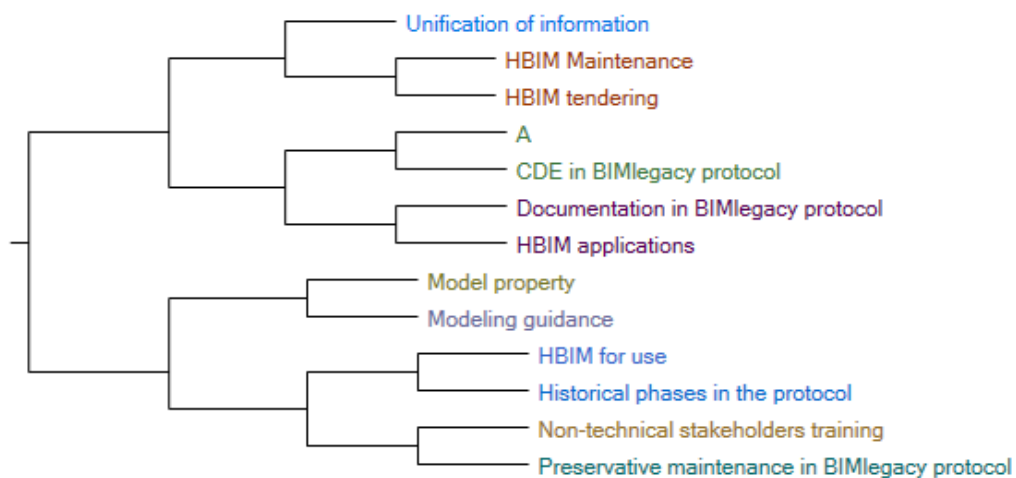 Unification of information
HBIM Maintenance
HBIM tendering
A
CDE in BIMlegacy protocol
Documentation in BIMlegacy protocol
HBIM applications
Model property
Modeling guidance
HBIM for use
Historical phases in the protocol
Non-technical stakeholders training
Preservative maintenance in BIMlegacy protocol